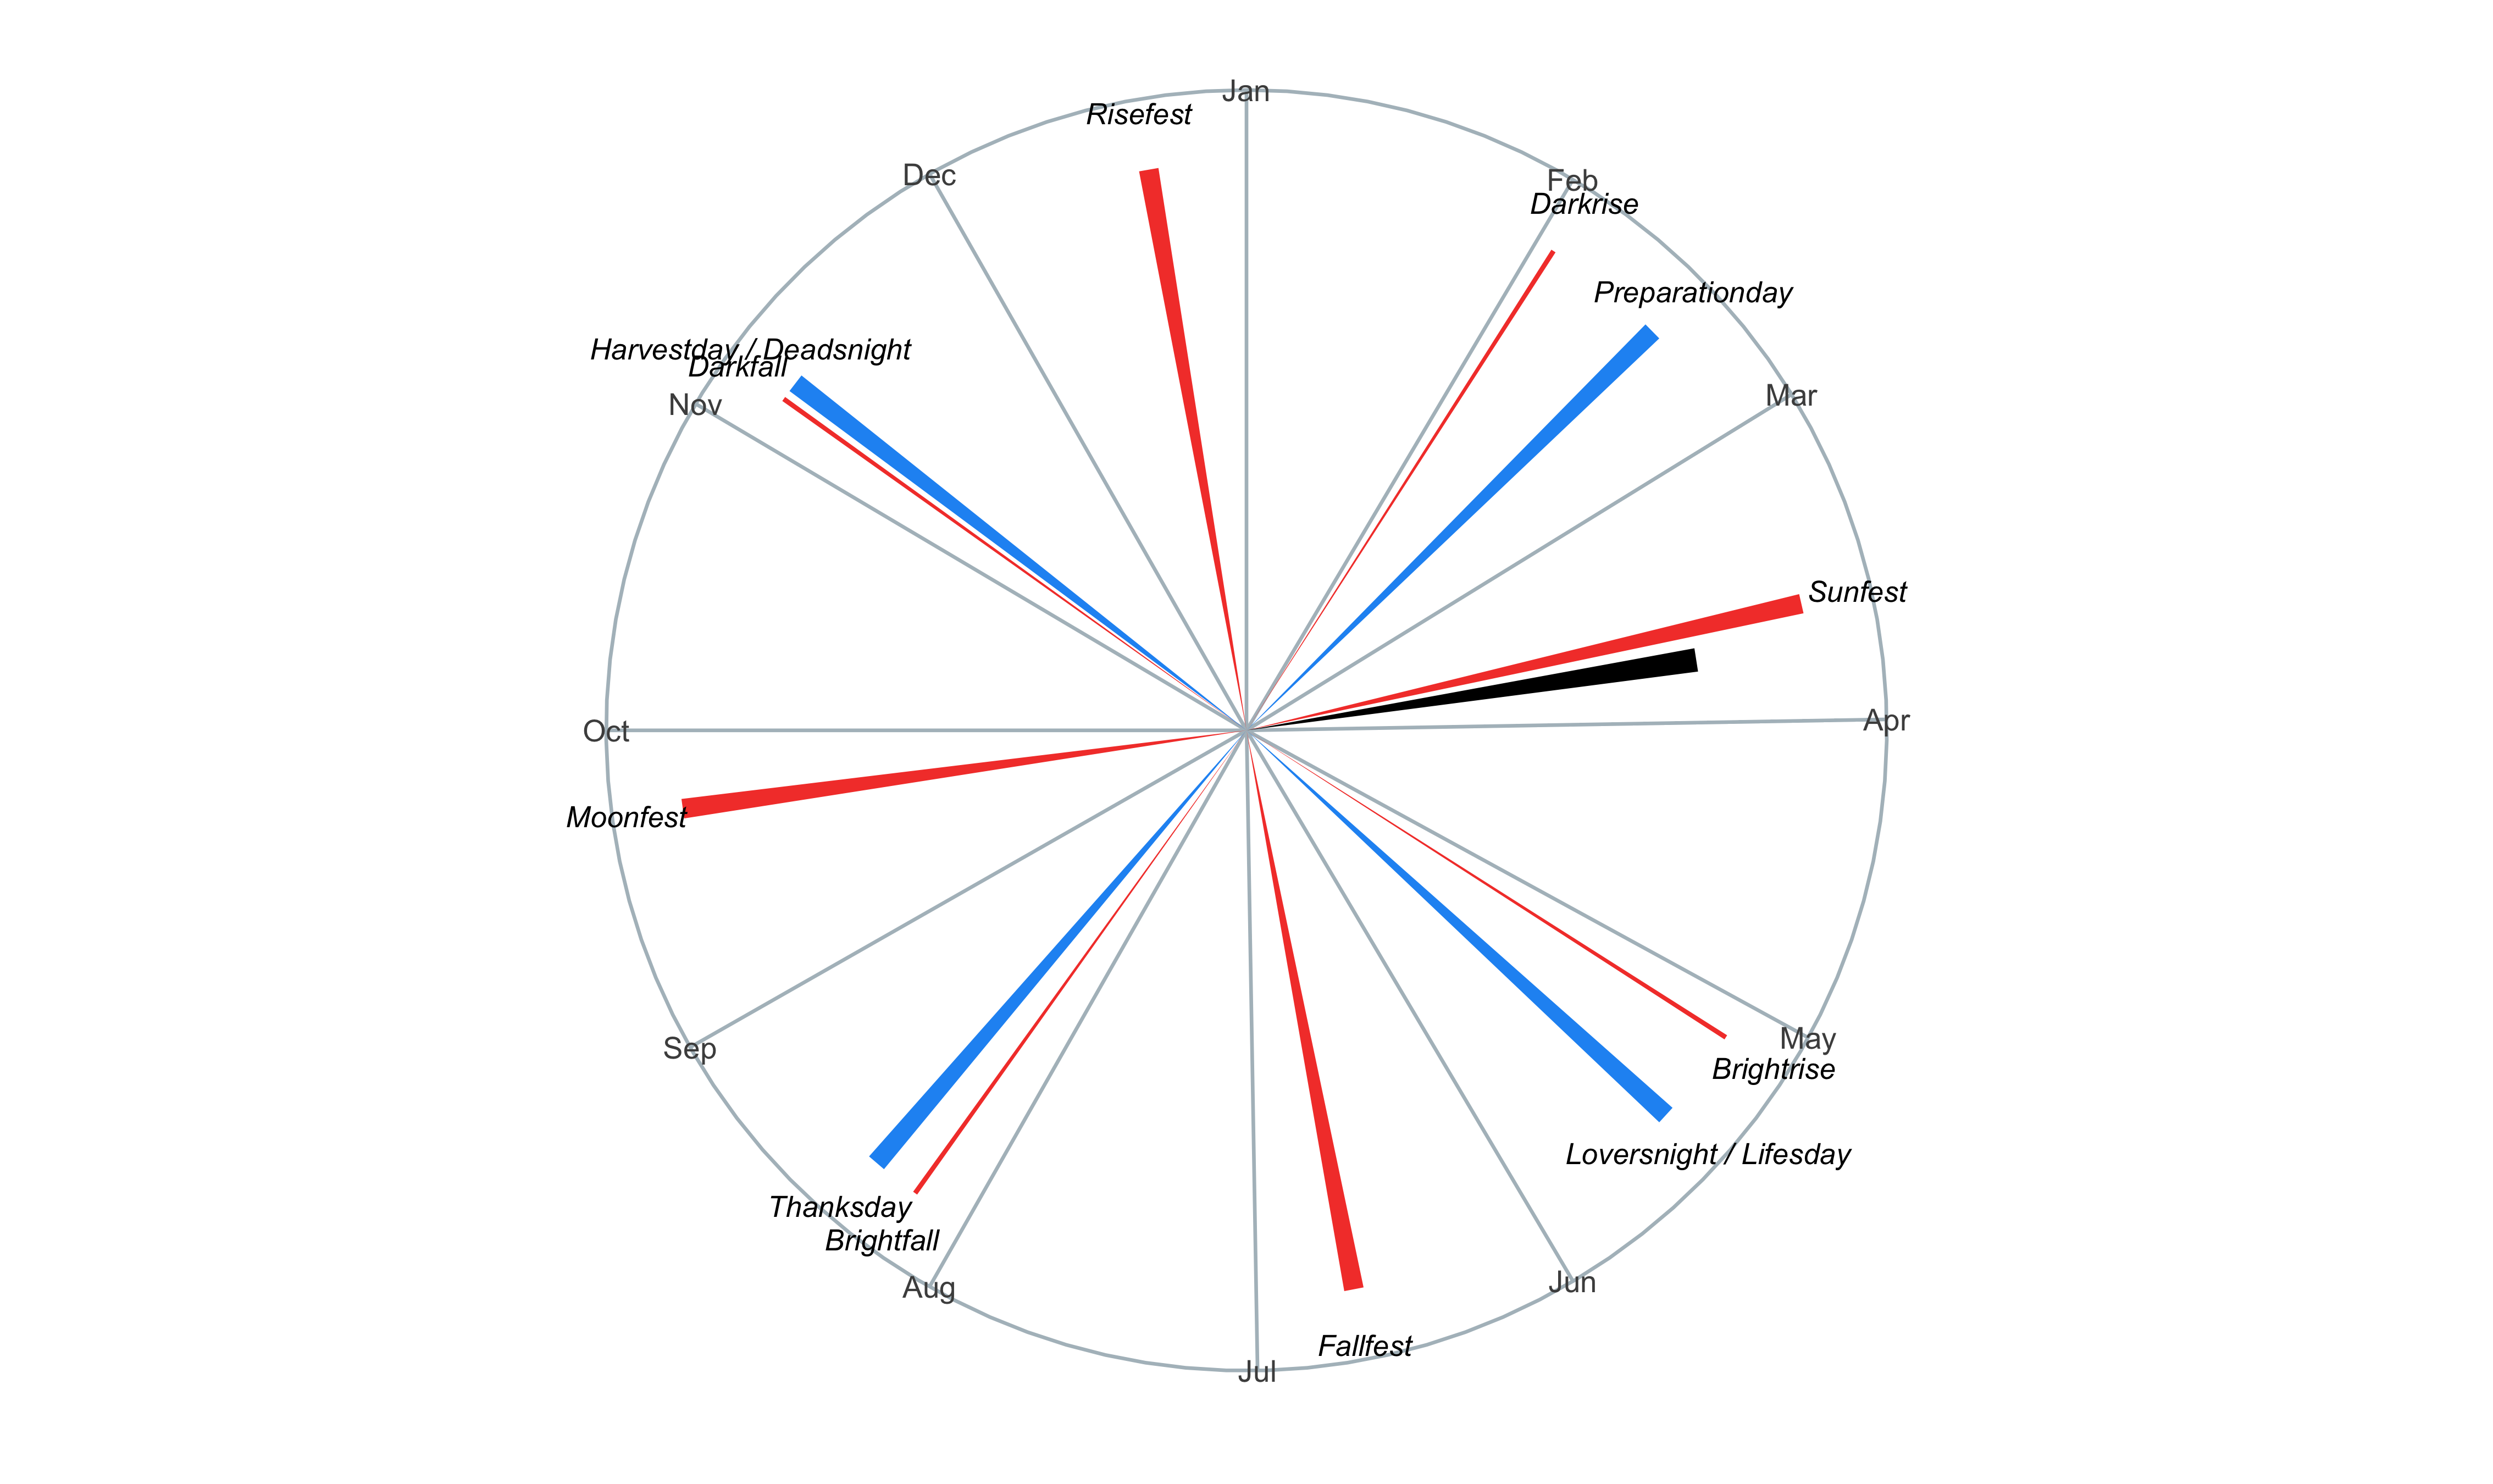 Jan
Risefest
Dec
Feb
Darkrise
Preparationday
Harvestday / Deadsnight
Darkfall
Nov
Mar
Sunfest
Apr
Oct
Moonfest
May
Brightrise
Sep
Loversnight / Lifesday
Thanksday
Brightfall
Aug
Jun
Fallfest
Jul